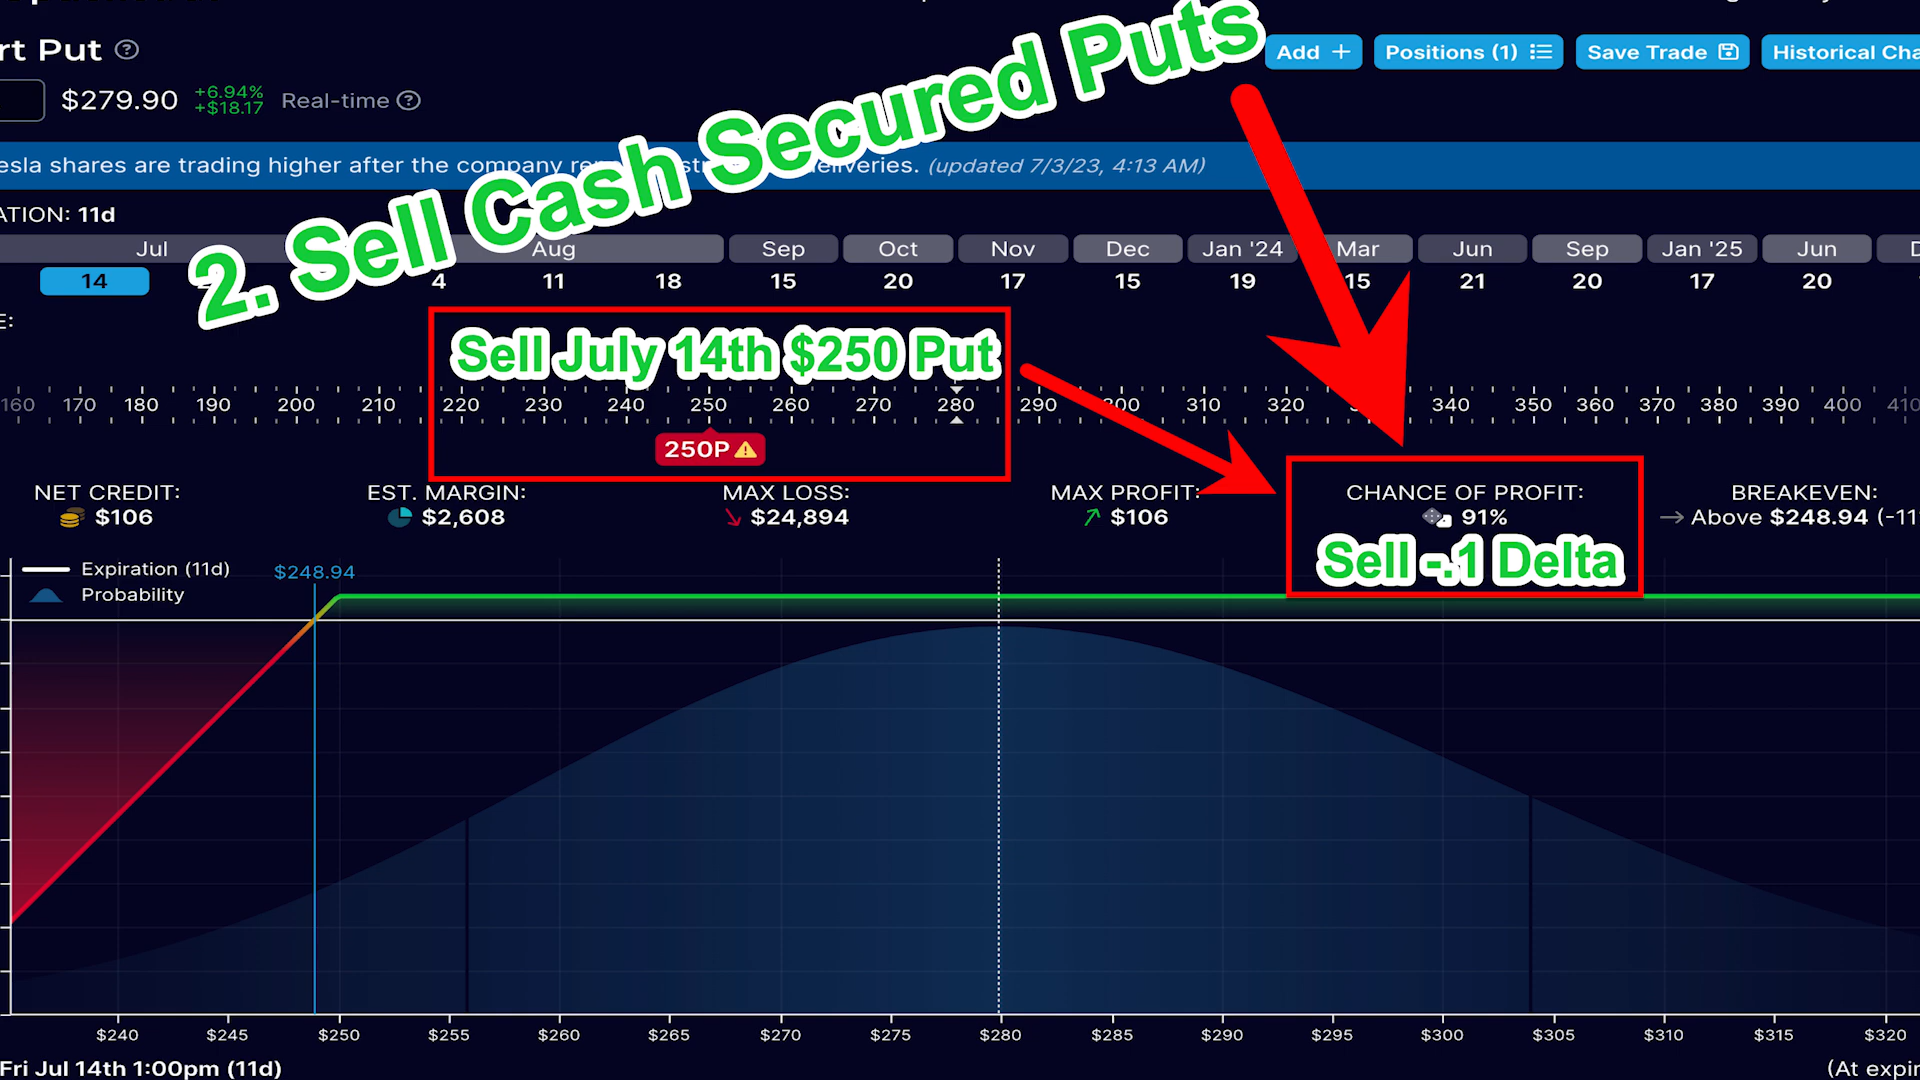 rt Put
Add +
Positions (1)
Save Trade
Historical Cha
$279.90
+6.94%
+$18.17
Real-time
2. Sell Cash Secured Puts
esla shares are trading higher after the company eliveries. (updated 7/3/23, 4:13 AM)
ATION: 11d
Jul Aug Sep Oct Nov Dec Jan '24 Mar Jun Sep Jan '25 Jun D
14 4 11 18 15 20 17 15 19 15 21 20 17 20
E:
Sell July 14th $250 Put
160 170 180 190 200 210 220 230 240 250 260 270 280 290 300 310 320 340 350 360 370 380 390 400 410
250P
NET CREDIT:
$106
EST. MARGIN:
$2,608
MAX LOSS:
$24,894
MAX PROFIT:
$106
CHANCE OF PROFIT:
91%
Sell -.1 Delta
BREAKEVEN:
Above $248.94 (-11
Expiration (11d)
Probability
$248.94
$240 $245 $250 $255 $260 $265 $270 $275 $280 $285 $290 $295 $300 $305 $310 $315 $320
Fri Jul 14th 1:00pm (11d)
(At expir